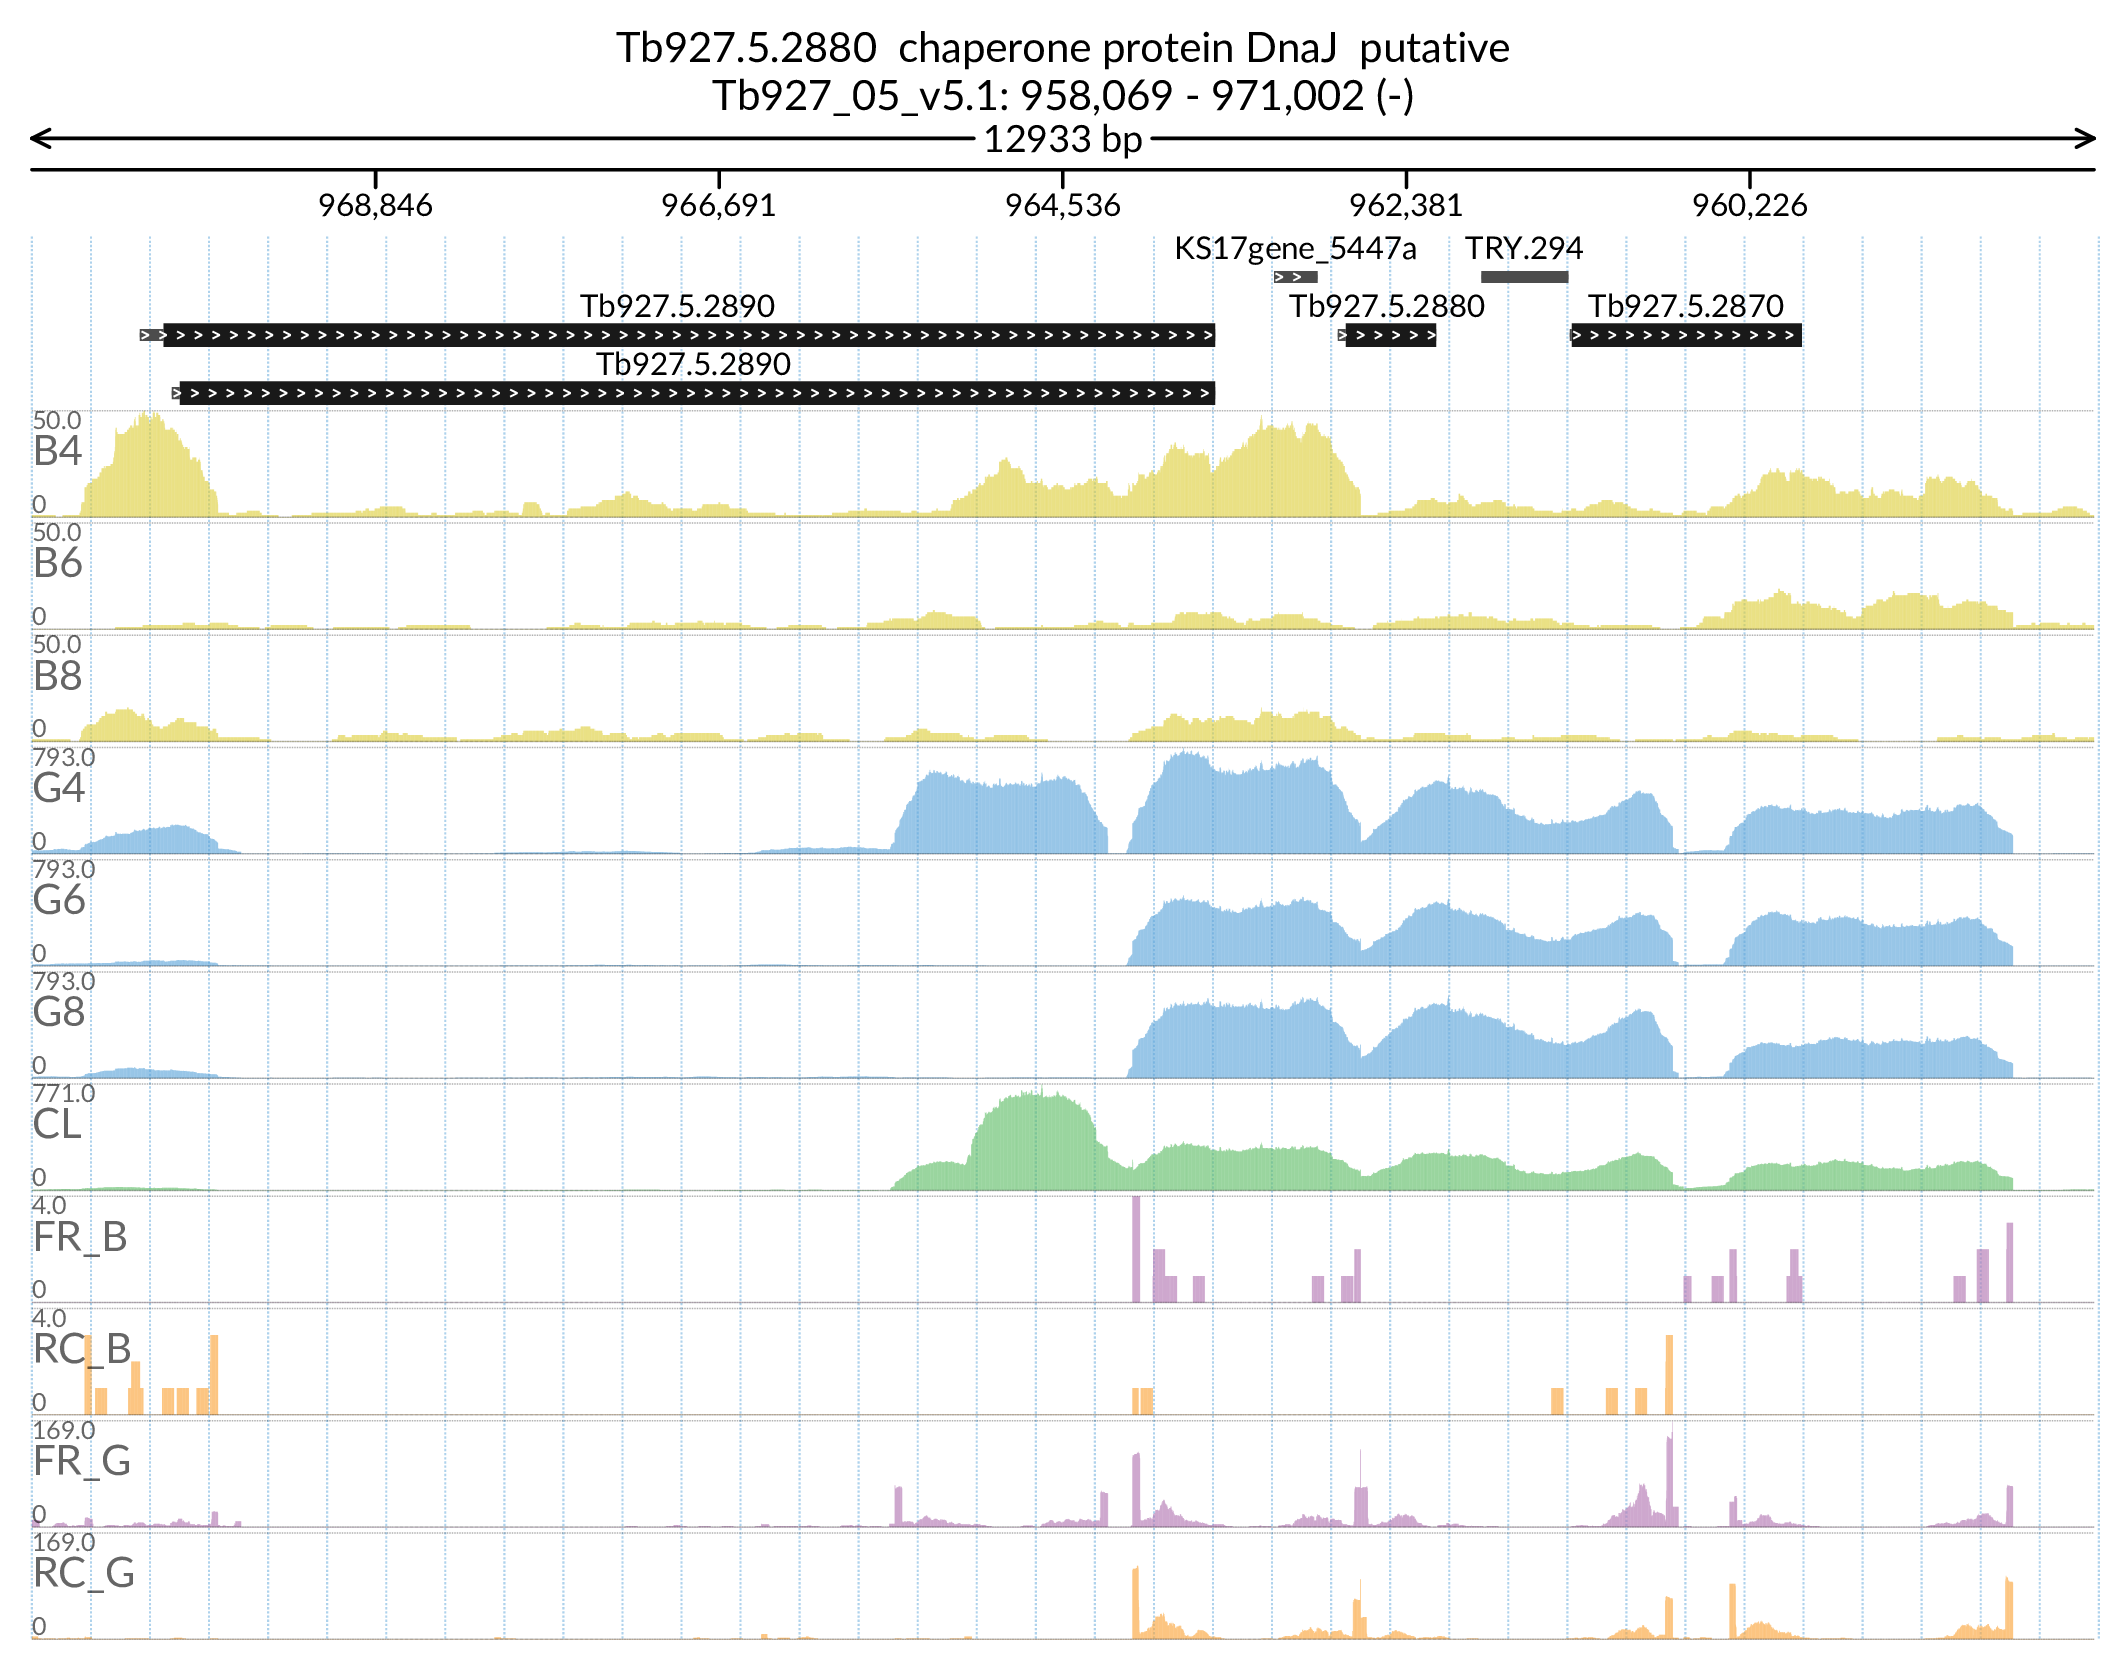 Tb927.5.2880  chaperone protein DnaJ  putative
Tb927_05_v5.1: 958,069 - 971,002 (-)
12933 bp
968,846 966,691 964,536 962,381 960,226
KS17gene_5447a TRY.294
Tb927.5.2890 Tb927.5.2880 Tb927.5.2870
Tb927.5.2890
50.0
B4
0
50.0
B6
0
50.0
B8
0
793.0
G4
0
793.0
G6
0
793.0
G8
0
771.0
CL
0
4.0
FR_B
0
4.0
RC_B
0
169.0
FR_G
0
169.0
RC_G
0